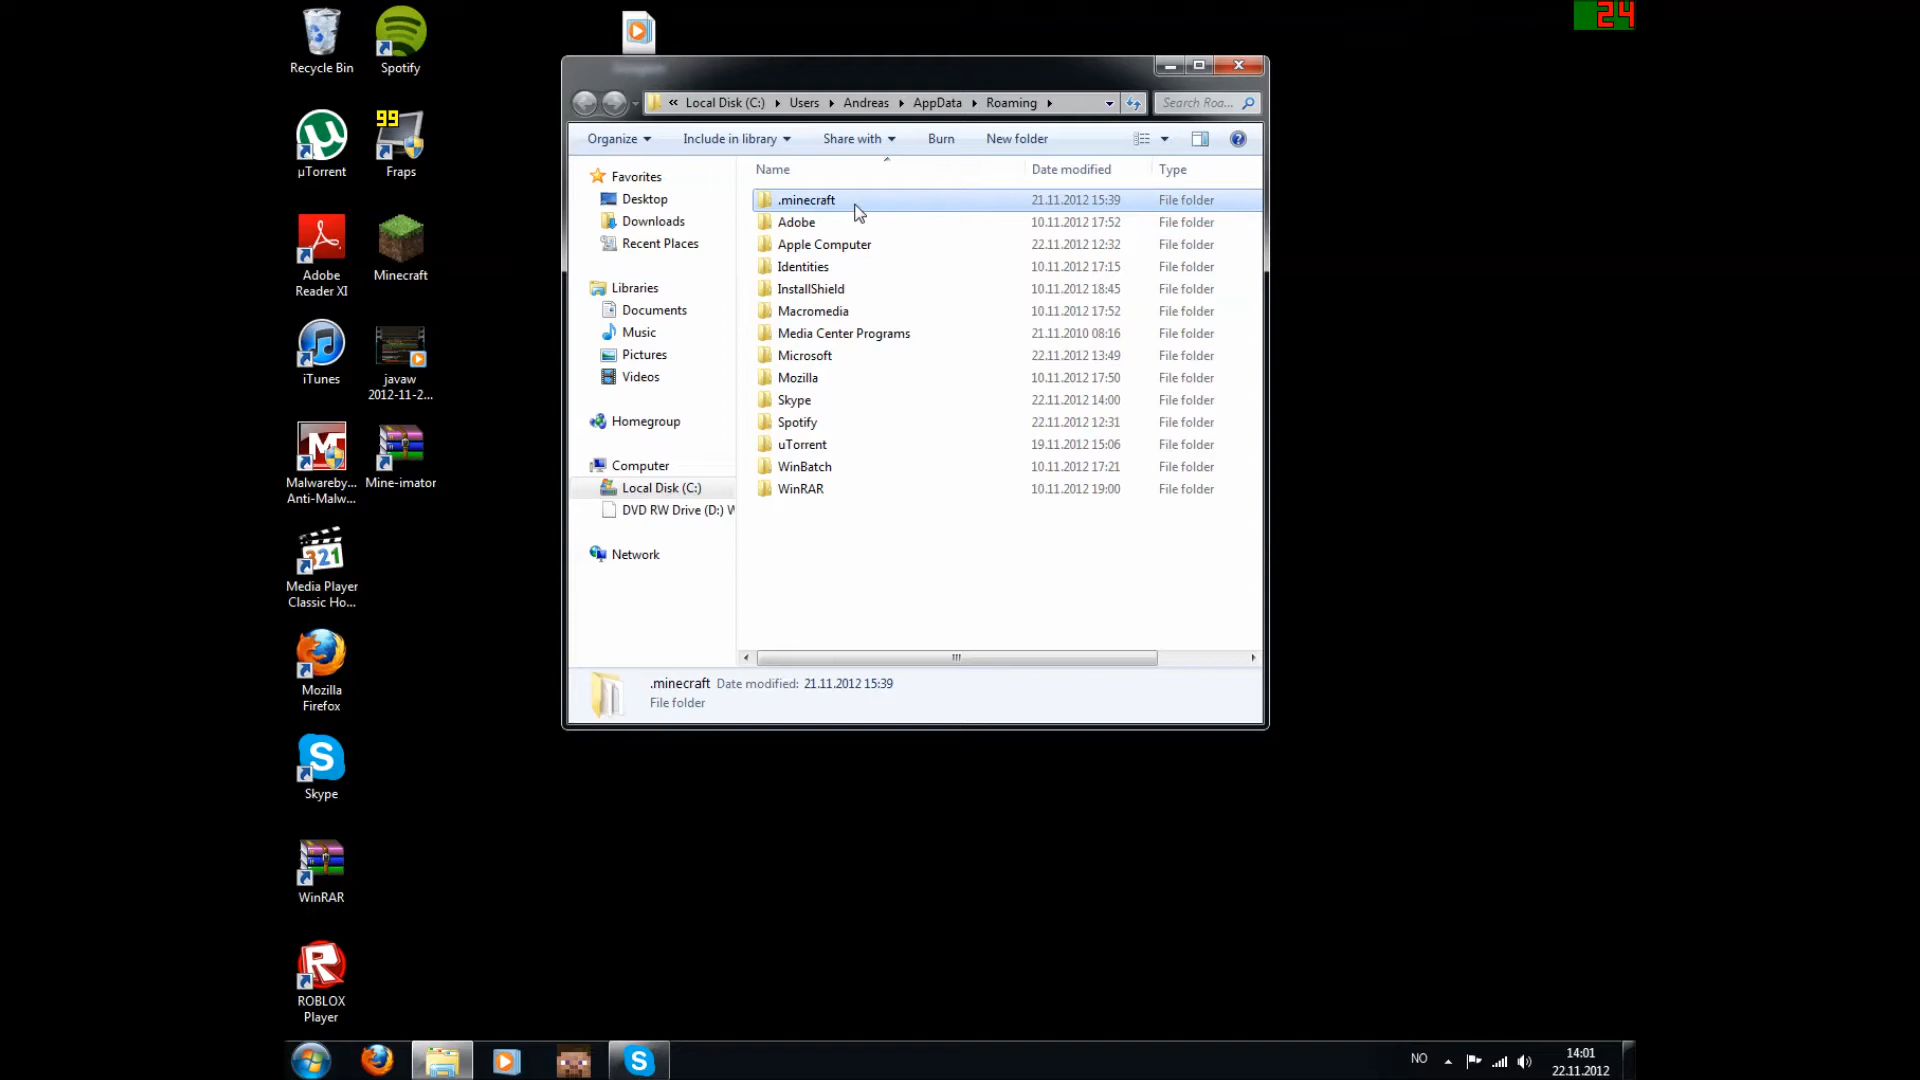 24
Recycle Bin
Spotify
µTorrent
99
Fraps
Adobe
Reader XI
Minecraft
iTunes
javaw
2012-11-2...
Malwareby...
Anti-Malw...
Mine-imator
321
Media Player
Classic Ho...
Mozilla
Firefox
Skype
WinRAR
ROBLOX
Player
« Local Disk (C:) Users Andreas AppData Roaming
Search Roa...
Organize Include in library Share with Burn New folder
Favorites
Desktop
Downloads
Recent Places
Libraries
Documents
Music
Pictures
Videos
Homegroup
Computer
Local Disk (C:)
DVD RW Drive (D:) W
Network
Name Date modified Type
.minecraft 21.11.2012 15:39 File folder
Adobe 10.11.2012 17:52 File folder
Apple Computer 22.11.2012 12:32 File folder
Identities 10.11.2012 17:15 File folder
InstallShield 10.11.2012 18:45 File folder
Macromedia 10.11.2012 17:52 File folder
Media Center Programs 21.11.2010 08:16 File folder
Microsoft 22.11.2012 13:49 File folder
Mozilla 10.11.2012 17:50 File folder
Skype 22.11.2012 14:00 File folder
Spotify 22.11.2012 12:31 File folder
uTorrent 19.11.2012 15:06 File folder
WinBatch 10.11.2012 17:21 File folder
WinRAR 10.11.2012 19:00 File folder
.minecraft Date modified: 21.11.2012 15:39
File folder
NO
14:01
22.11.2012